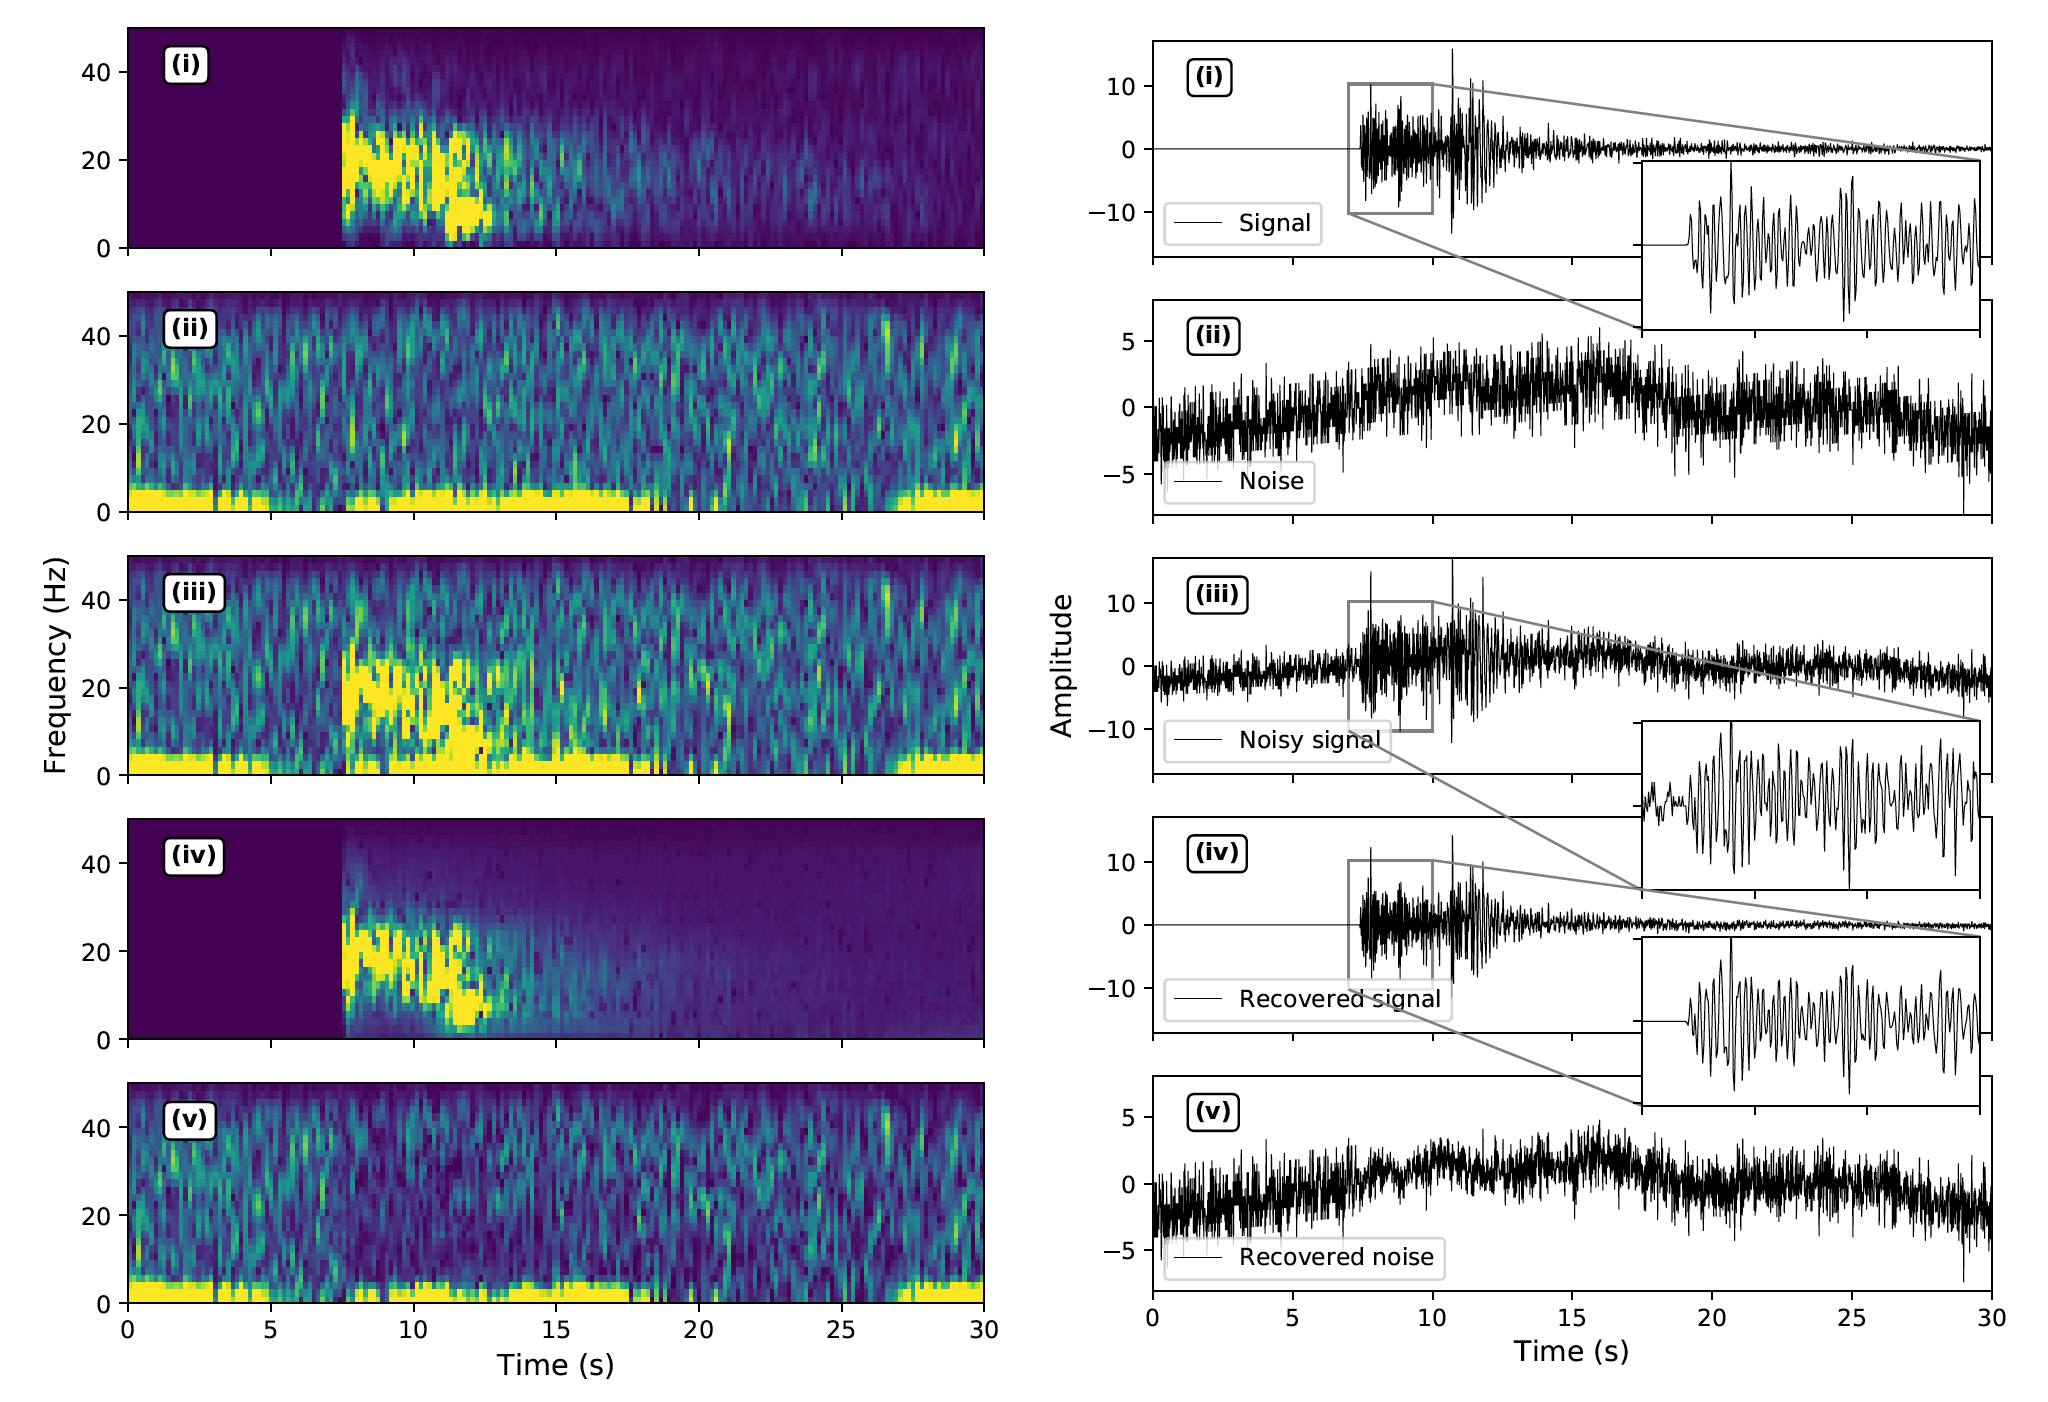 (i)
40
20
0
(ii)
40
20
0
(iii)
40
20
0
(iv)
40
20
0
(v)
40
20
0
0 5 10 15 20 25 30
Frequency (Hz)
Time (s)
(i)
10
0
−10
Signal
(ii)
5
0
−5
Noise
(iii)
10
0
−10
Noisy signal
(iv)
10
0
−10
Recovered signal
(v)
5
0
−5
Recovered noise
0 5 10 15 20 25 30
Amplitude
Time (s)